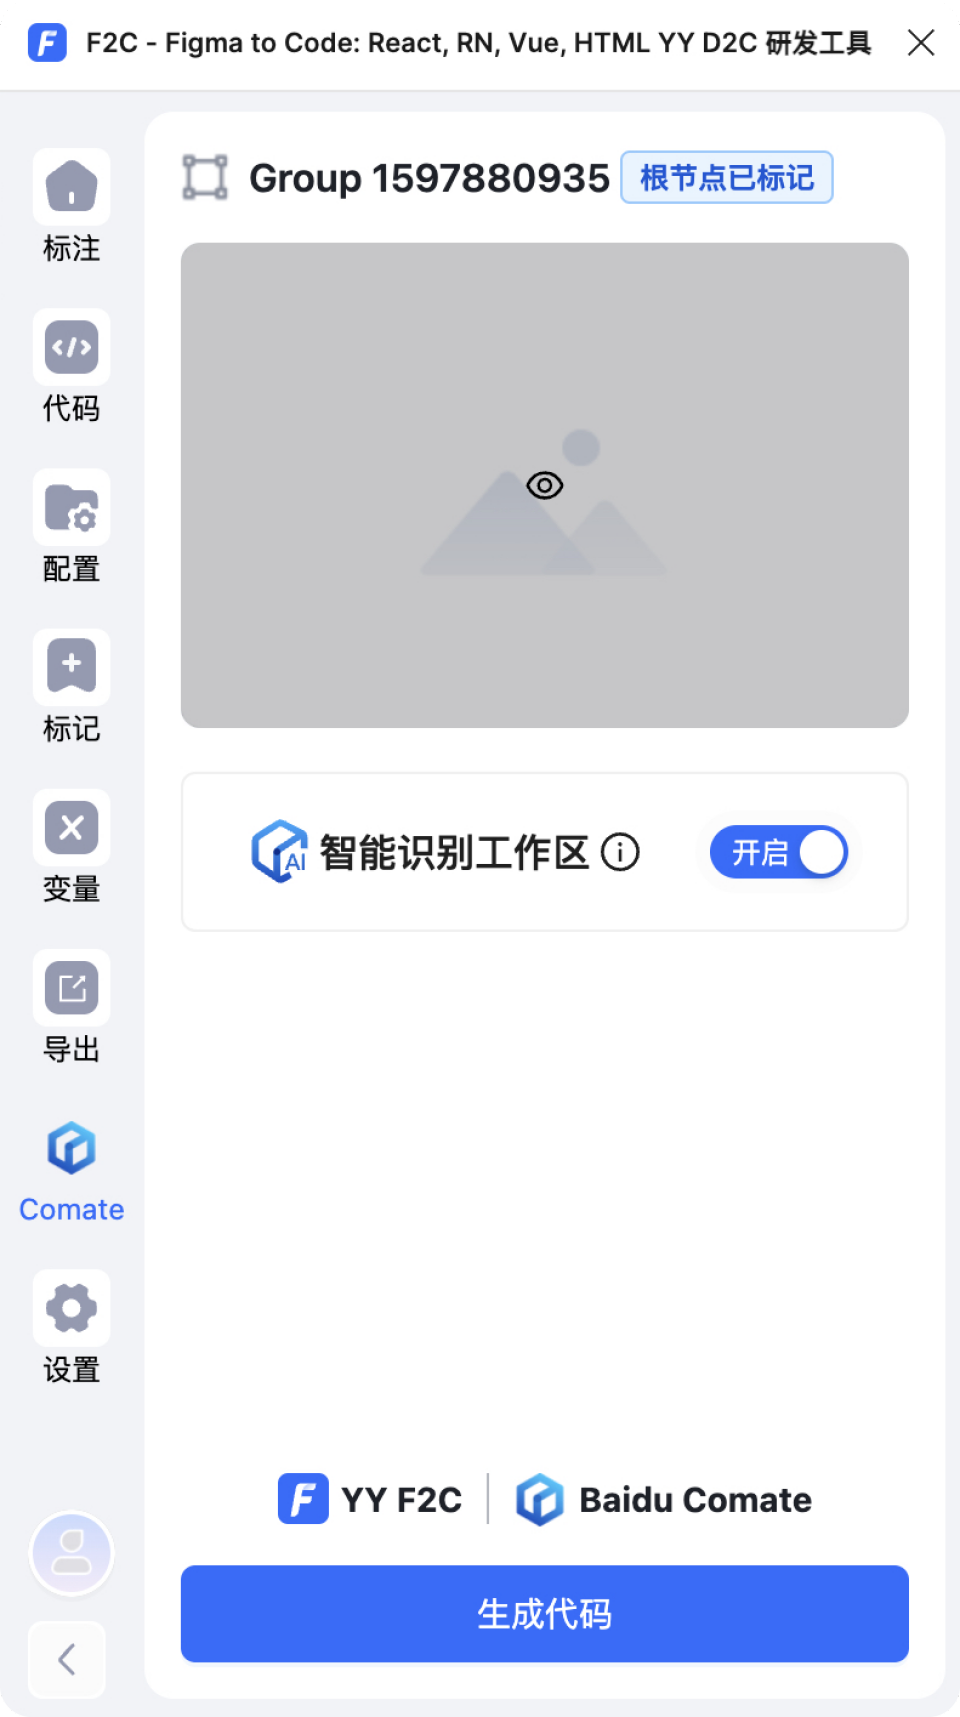 F2C - Figma to Code: React, RN, Vue, HTML YY D2C 研发工具
标注
代码
配置
标记
变量
导出
Comate
设置
Group 1597880935 根节点已标记
AI 智能识别工作区 开启
YY F2C | Baidu Comate
生成代码